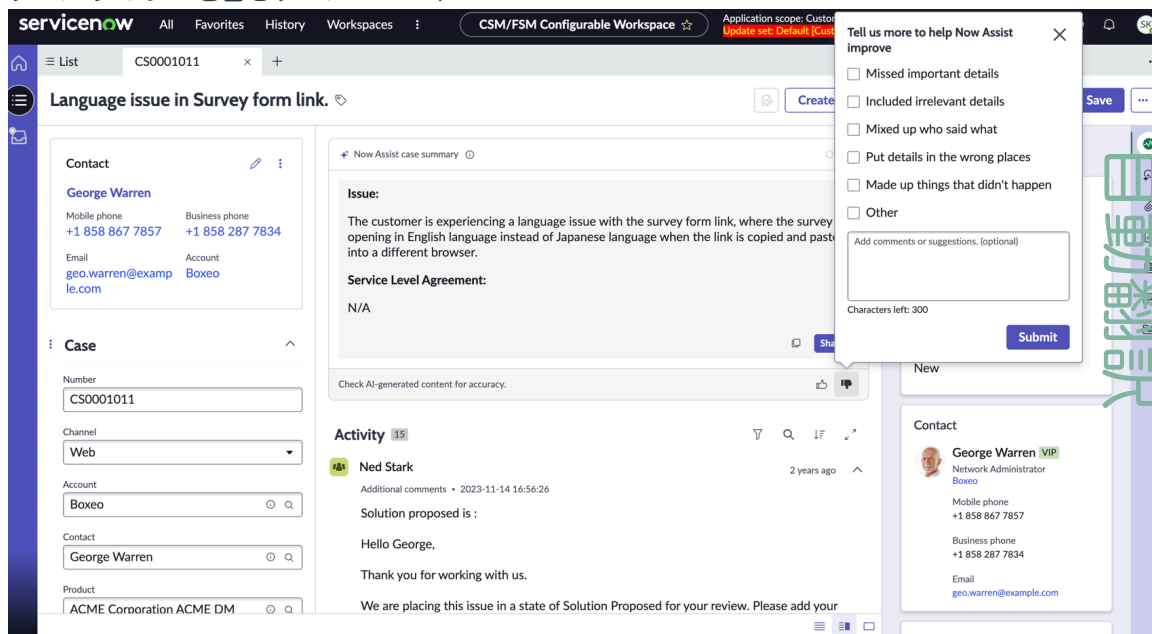 servicenow
All
Favorites
History
Workspaces
CSM/FSM Configurable Workspace
Application scope: Custor
Update set: Default [Cust
SK
List
CS0001011
Language issue in Survey form link.
Create
Save
Contact
George Warren
Mobile phone
Business phone
+1 858 867 7857
+1 858 287 7834
Email
Account
geo.warren@examp
le.com
Boxeo
Case
Number
CS0001011
Channel
Web
Account
Boxeo
Contact
George Warren
Product
ACME Corporation ACME DM
Now Assist case summary
Issue:
The customer is experiencing a language issue with the survey form link, where the survey
opening in English language instead of Japanese language when the link is copied and past
into a different browser.
Service Level Agreement:
N/A
Sha
Check AI-generated content for accuracy.
Activity 15
Ned Stark
2 years ago
Additional comments • 2023-11-14 16:56:26
Solution proposed is :
Hello George,
Thank you for working with us.
We are placing this issue in a state of Solution Proposed for your review. Please add your
Tell us more to help Now Assist
improve
Missed important details
Included irrelevant details
Mixed up who said what
Put details in the wrong places
Made up things that didn't happen
Other
Add comments or suggestions. (optional)
Characters left: 300
Submit
New
Contact
George Warren VIP
Network Administrator
Boxeo
Mobile phone
+1 858 867 7857
Business phone
+1 858 287 7834
Email
geo.warren@example.com